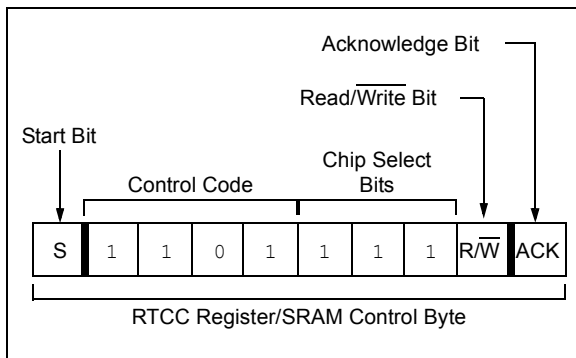 Acknowledge Bit
Read/Write Bit
Start Bit
Chip Select
Bits
Control Code
S 1 1 0 1 1 1 1 R/W ACK
RTCC Register/SRAM Control Byte